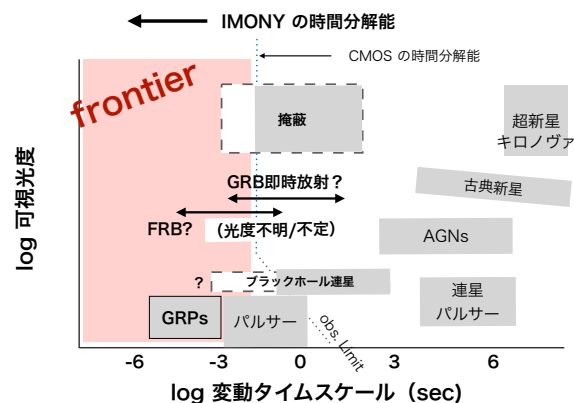 IMONY の時間分解能
CMOS の時間分解能
frontier
掩蔽
超新星
キロノヴァ
GRB即時放射？
古典新星
FRB?
（光度不明/不定）
AGNs
?
ブラックホール連星
連星
パルサー
GRPs
パルサー
obs. Limit
log 可視光度
-6
-3
0
3
6
log 変動タイムスケール（sec)